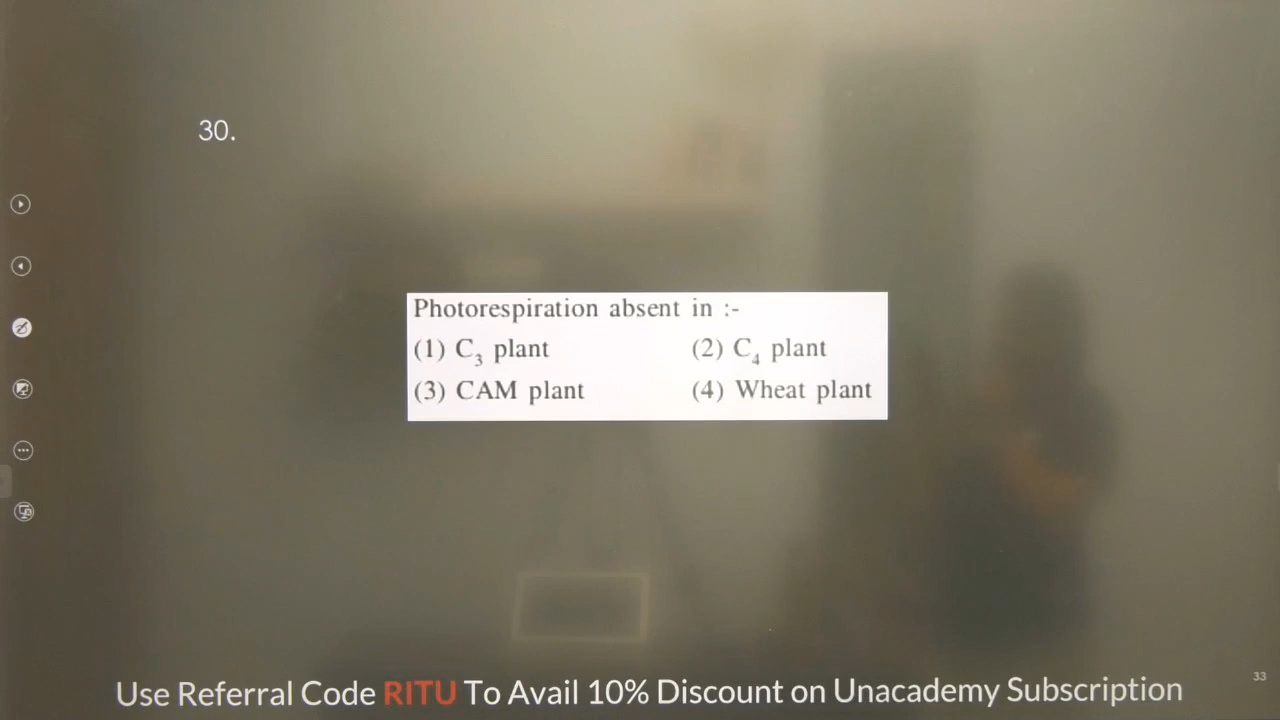 30.
Photorespiration absent in :-
(1) C₃ plant (2) C₄ plant
(3) CAM plant (4) Wheat plant
Use Referral Code RITU To Avail 10% Discount on Unacademy Subscription
33